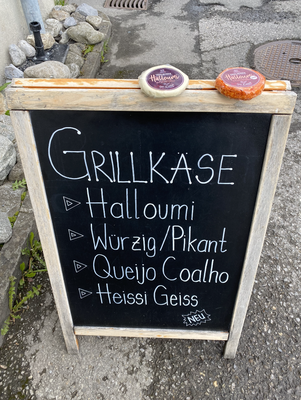 Halloumi
Halloumi
GRILLKÄSE
Halloumi
Würzig/Pikant
Queijo Coalho
Heissi Geiss
NEU